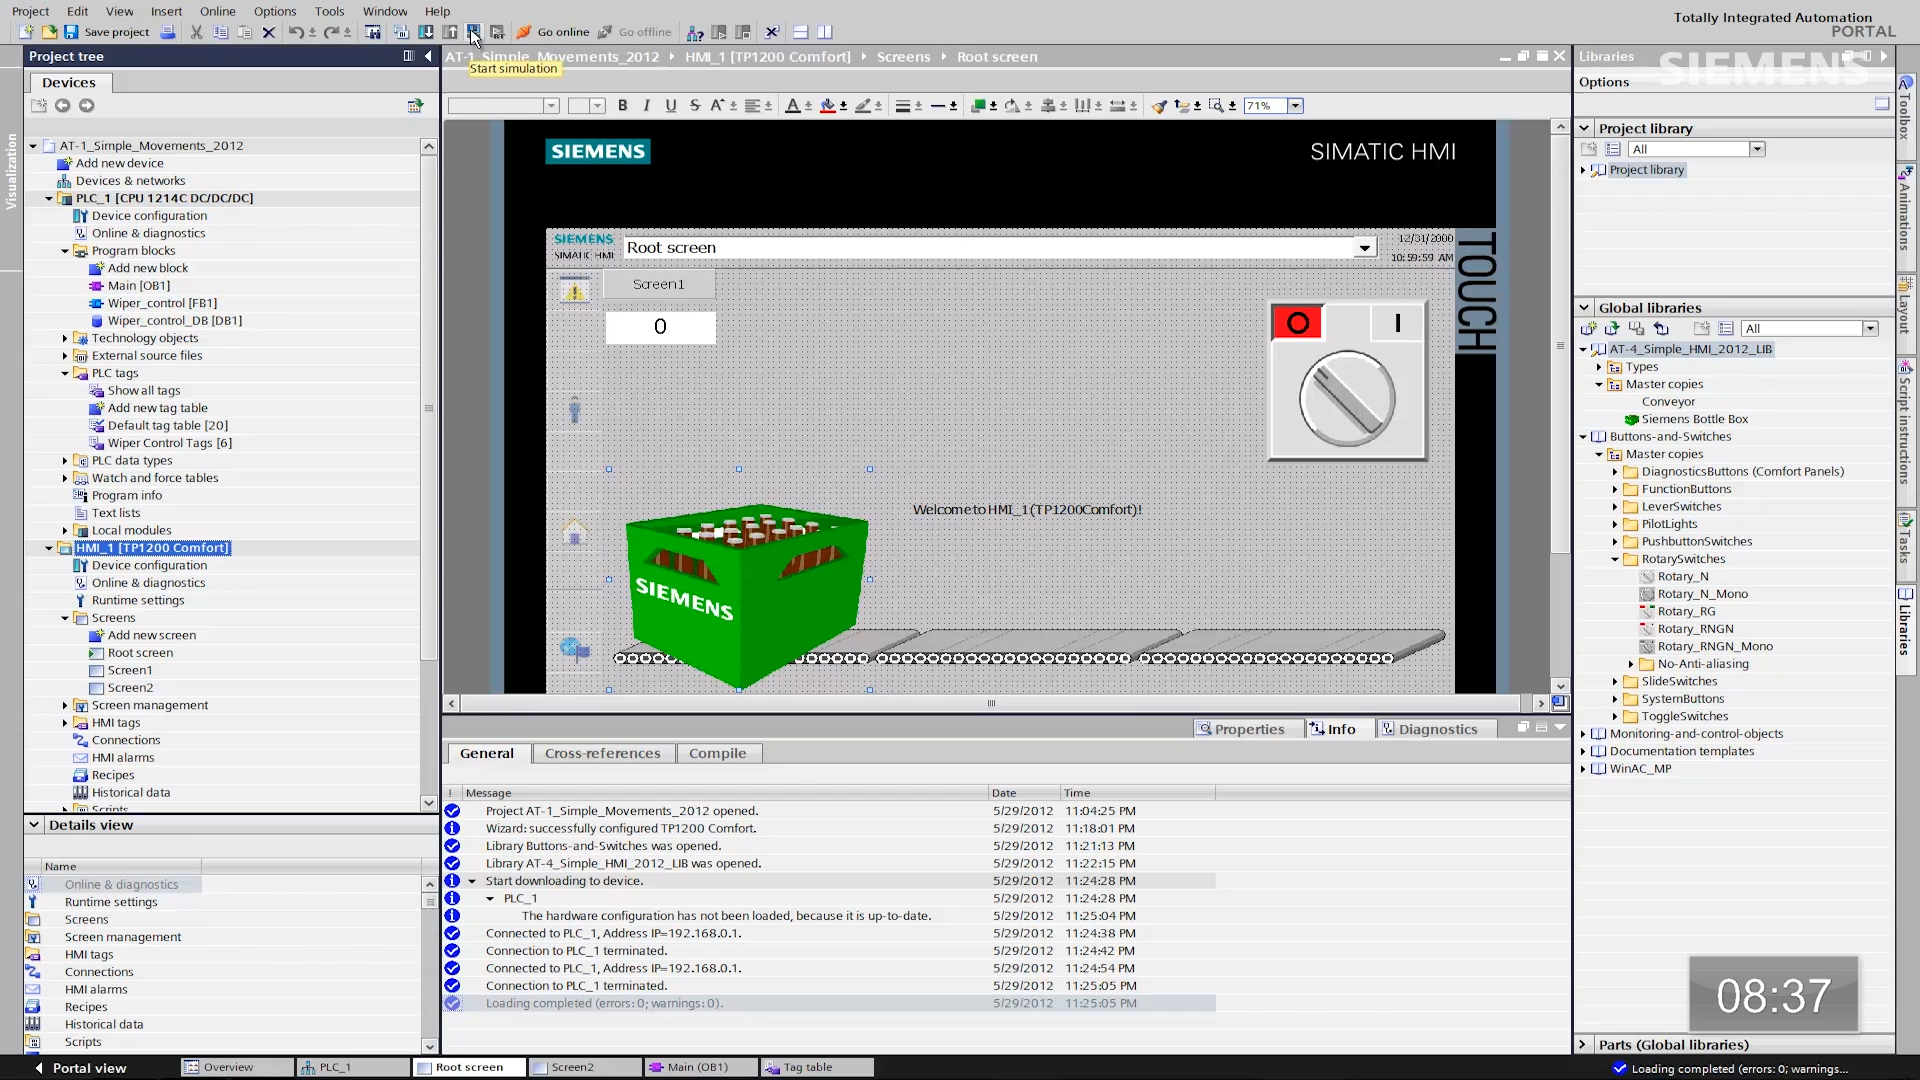 Project Edit View Insert Online Options Tools Window Help
Totally Integrated Automation
PORTAL
Save project
Go online
Go offline
Start simulation
Project tree
AT-1_Simple_Movements_2012 HMI_1 [TP1200 Comfort] Screens Root screen
Libraries
SIEMENS
Devices
Options
71%
Visualization
AT-1_Simple_Movements_2012
Add new device
Devices & networks
PLC_1 [CPU 1214C DC/DC/DC]
Device configuration
Online & diagnostics
Program blocks
Add new block
Main [OB1]
Wiper_control [FB1]
Wiper_control_DB [DB1]
Technology objects
External source files
PLC tags
Show all tags
Add new tag table
Default tag table [20]
Wiper Control Tags [6]
PLC data types
Watch and force tables
Program info
Text lists
Local modules
HMI_1 [TP1200 Comfort]
Device configuration
Online & diagnostics
Runtime settings
Screens
Add new screen
Root screen
Screen1
Screen2
Screen management
HMI tags
Connections
HMI alarms
Recipes
Historical data
Scripts
SIEMENS
SIMATIC HMI
SIEMENS
SIMATIC HMI
Root screen
12/31/2000
10:59:59 AM
TOUCH
Screen1
0
O I
Welcome to HMI_1 (TP1200 Comfort)!
SIEMENS
Project library
All
Project library
Global libraries
All
AT-4_Simple_HMI_2012_LIB
Types
Master copies
Conveyor
Siemens Bottle Box
Buttons-and-Switches
Master copies
DiagnosticsButtons (Comfort Panels)
FunctionButtons
LeverSwitches
PilotLights
PushbuttonSwitches
RotarySwitches
Rotary_N
Rotary_N_Mono
Rotary_RG
Rotary_RNGN
Rotary_RNGN_Mono
No-Anti-aliasing
SlideSwitches
SystemButtons
ToggleSwitches
Monitoring-and-control-objects
Documentation templates
WinAC_MP
Toolbox
Animations
Layout
Script instructions
Tasks
Libraries
Properties Info Diagnostics
General Cross-references Compile
! Message Date Time
Project AT-1_Simple_Movements_2012 opened. 5/29/2012 11:04:25 PM
Wizard: successfully configured TP1200 Comfort. 5/29/2012 11:18:01 PM
Library Buttons-and-Switches was opened. 5/29/2012 11:21:13 PM
Library AT-4_Simple_HMI_2012_LIB was opened. 5/29/2012 11:22:15 PM
Start downloading to device. 5/29/2012 11:24:28 PM
PLC_1 5/29/2012 11:24:28 PM
The hardware configuration has not been loaded, because it is up-to-date. 5/29/2012 11:25:04 PM
Connected to PLC_1, Address IP=192.168.0.1. 5/29/2012 11:24:38 PM
Connection to PLC_1 terminated. 5/29/2012 11:24:42 PM
Connected to PLC_1, Address IP=192.168.0.1. 5/29/2012 11:24:54 PM
Connection to PLC_1 terminated. 5/29/2012 11:25:05 PM
Loading completed (errors: 0; warnings: 0). 5/29/2012 11:25:05 PM
Details view
Name
Online & diagnostics
Runtime settings
Screens
Screen management
HMI tags
Connections
HMI alarms
Recipes
Historical data
Scripts
08:37
Parts (Global libraries)
Portal view Overview PLC_1 Root screen Screen2 Main (OB1) Tag table
Loading completed (errors: 0; warnings...